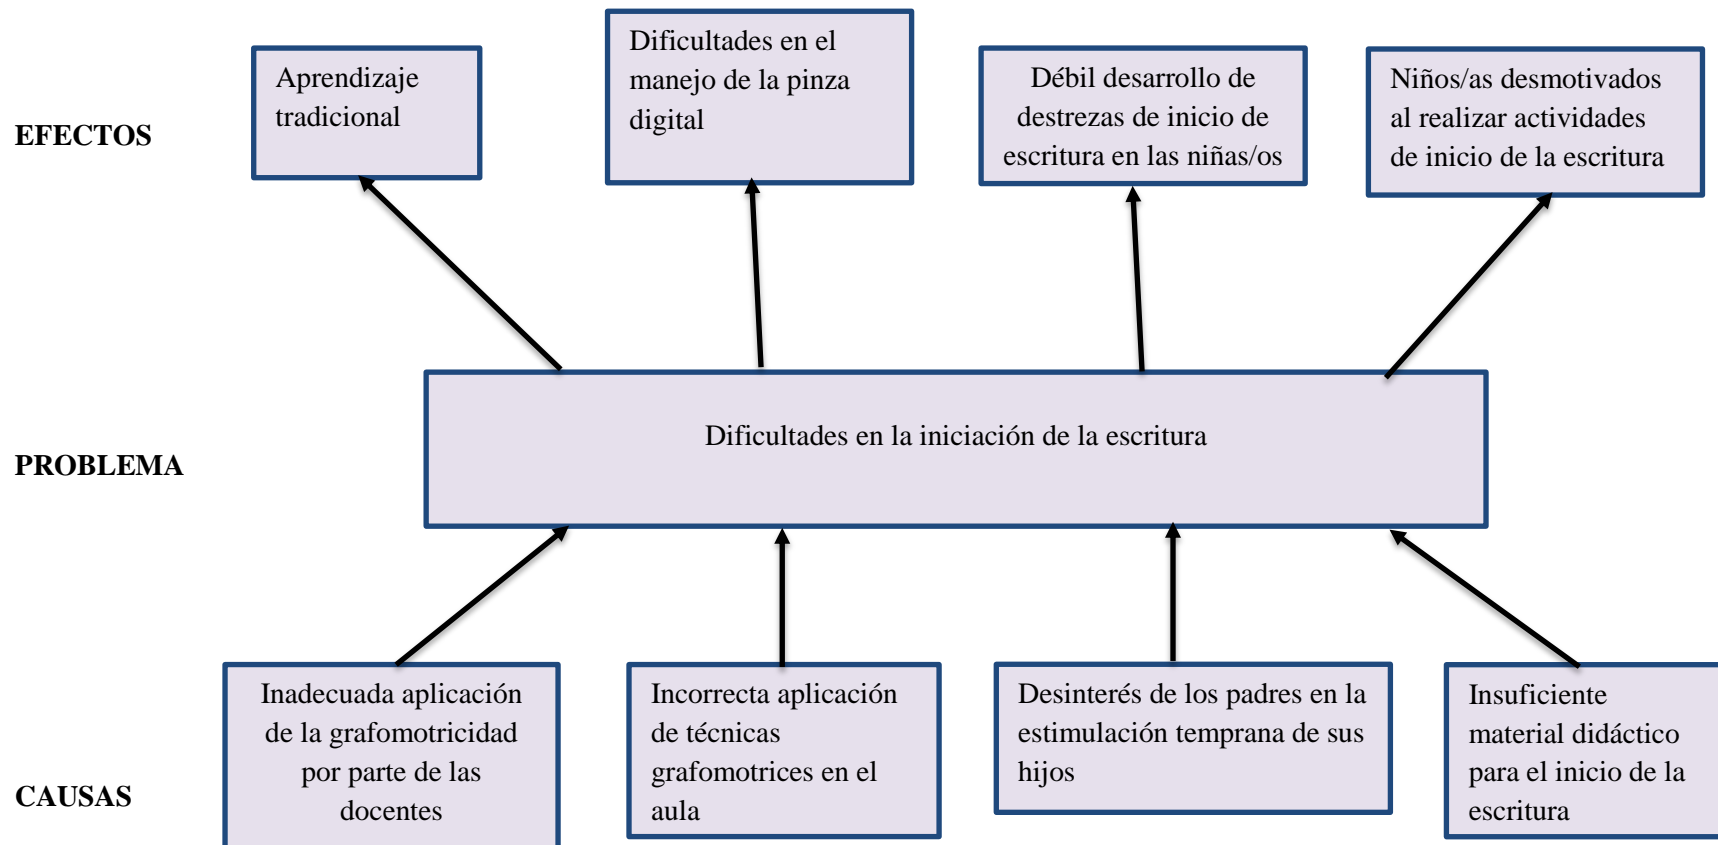 EFECTOS
Aprendizaje
tradicional
Dificultades en el
manejo de la pinza
digital
Débil desarrollo de
destrezas de inicio de
escritura en las niñas/os
Niños/as desmotivados
al realizar actividades
de inicio de la escritura
PROBLEMA
Dificultades en la iniciación de la escritura
CAUSAS
Inadecuada aplicación
de la grafomotricidad
por parte de las
docentes
Incorrecta aplicación
de técnicas
grafomotrices en el
aula
Desinterés de los padres en la
estimulación temprana de sus
hijos
Insuficiente
material didáctico
para el inicio de la
escritura